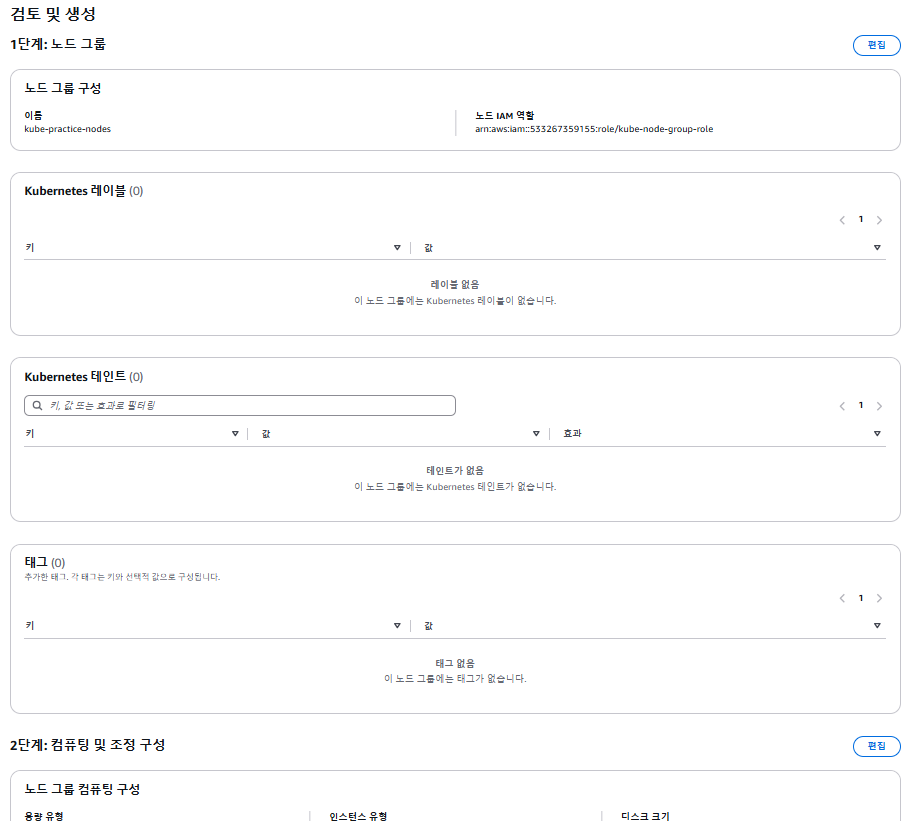 검토 및 생성
1단계: 노드 그룹
편집
노드 그룹 구성
이름
kube-practice-nodes
노드 IAM 역할
arn:aws:iam::533267359155:role/kube-node-group-role
Kubernetes 레이블 (0)
1
키
값
레이블 없음
이 노드 그룹에는 Kubernetes 레이블이 없습니다.
Kubernetes 테인트 (0)
키, 값 또는 효과로 필터링
1
키
값
효과
테인트가 없음
이 노드 그룹에는 Kubernetes 테인트가 없습니다.
태그 (0)
추가한 태그. 각 태그는 키와 선택적 값으로 구성됩니다.
1
키
값
태그 없음
이 노드 그룹에는 태그가 없습니다.
2단계: 컴퓨팅 및 조정 구성
편집
노드 그룹 컴퓨팅 구성
용량 유형
인스턴스 유형
디스크 크기